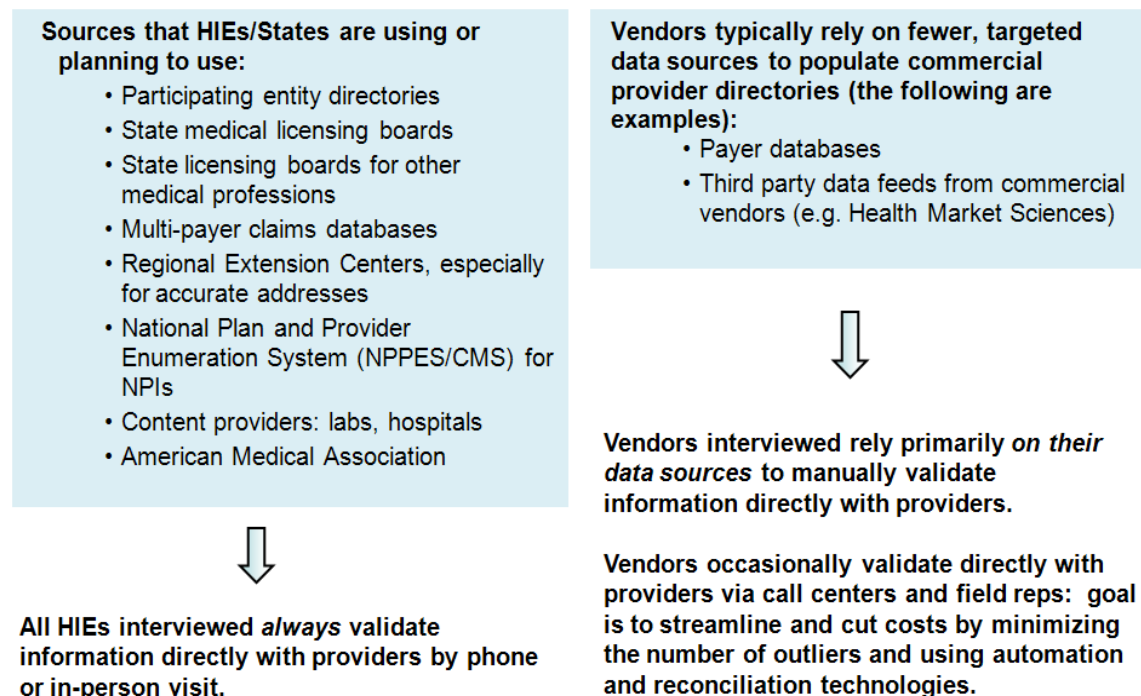 Sources that HIEs/States are using or
planning to use:
• Participating entity directories
• State medical licensing boards
• State licensing boards for other
medical professions
• Multi-payer claims databases
• Regional Extension Centers, especially
for accurate addresses
• National Plan and Provider
Enumeration System (NPPES/CMS) for
NPIs
• Content providers: labs, hospitals
• American Medical Association
All HIEs interviewed always validate
information directly with providers by phone
or in-person visit.
Vendors typically rely on fewer, targeted
data sources to populate commercial
provider directories (the following are
examples):
• Payer databases
• Third party data feeds from commercial
vendors (e.g. Health Market Sciences)
Vendors interviewed rely primarily on their
data sources to manually validate
information directly with providers.
Vendors occasionally validate directly with
providers via call centers and field reps:  goal
is to streamline and cut costs by minimizing
the number of outliers and using automation
and reconciliation technologies.